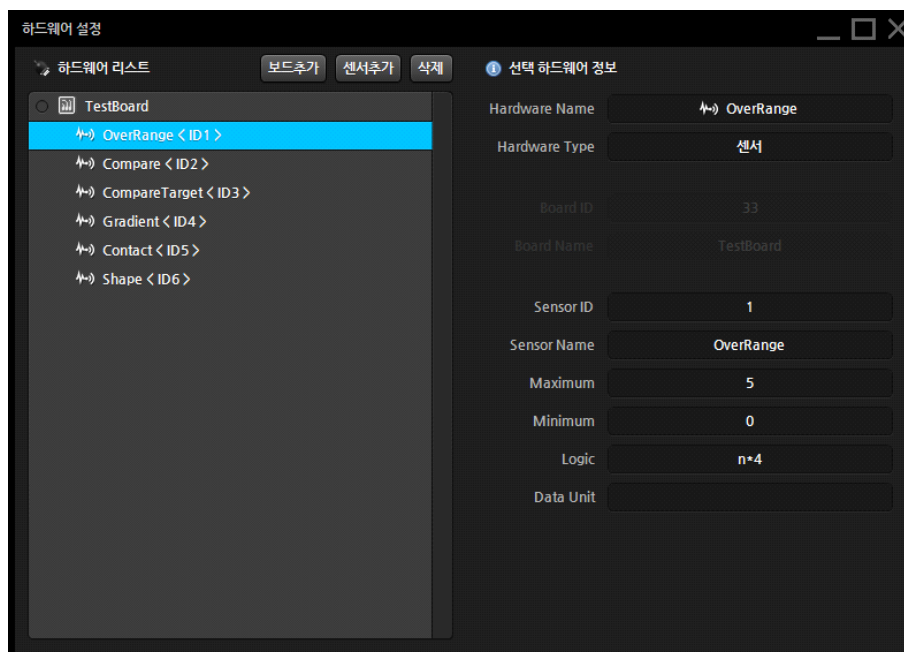 하드웨어 설정
하드웨어 리스트
보드추가 센서추가 삭제
TestBoard
OverRange < ID1 >
Compare < ID2 >
CompareTarget < ID3 >
Gradient < ID4 >
Contact < ID5 >
Shape < ID6 >
선택 하드웨어 정보
Hardware Name OverRange
Hardware Type 센서
Board ID 33
Board Name TestBoard
Sensor ID 1
Sensor Name OverRange
Maximum 5
Minimum 0
Logic n*4
Data Unit